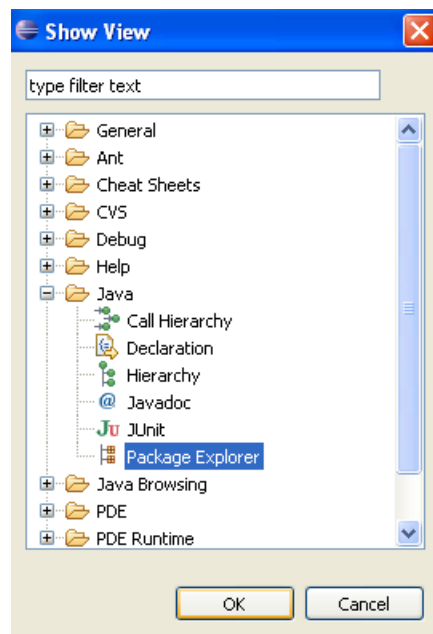 Show View
type filter text
General
Ant
Cheat Sheets
CVS
Debug
Help
Java
Call Hierarchy
Declaration
Hierarchy
@ Javadoc
Ju JUnit
Package Explorer
Java Browsing
PDE
PDE Runtime
OK Cancel